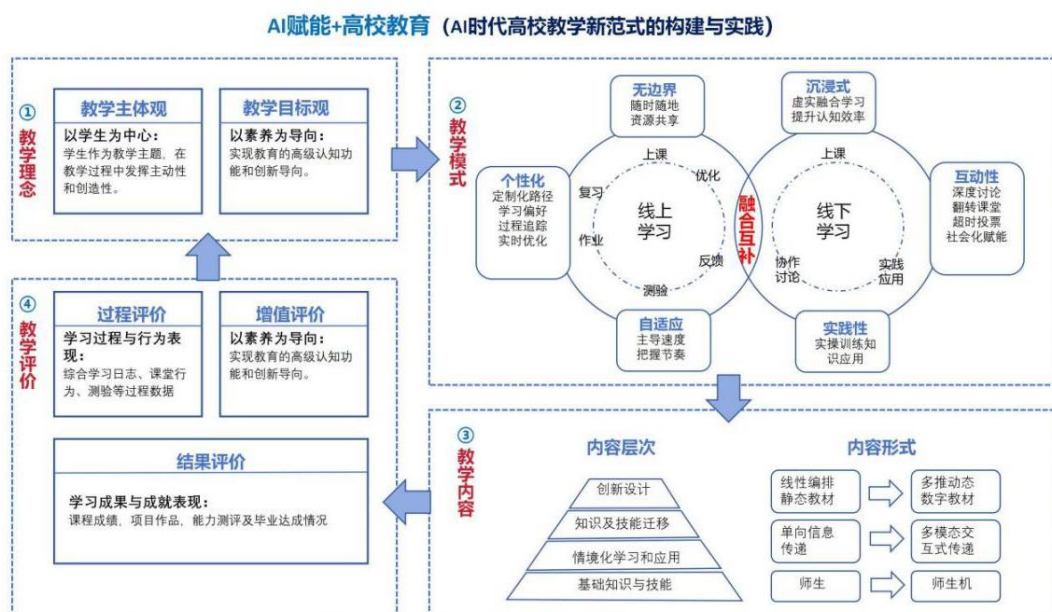 AI赋能+高校教育（AI时代高校教学新范式的构建与实践）
①
教学理念
教学主体观
以学生为中心：
学生作为教学主题，在
教学过程中发挥主动性
和创造性。
教学目标观
以素养为导向：
实现教育的高级认知功
能和创新导向。
②
教学模式
无边界
随时随地
资源共享
沉浸式
虚实融合学习
提升认知效率
个性化
定制化路径
学习偏好
过程追踪
实时优化
互动性
深度讨论
翻转课堂
超时投票
社会化赋能
自适应
主导速度
把握节奏
实践性
实操训练知
识应用
上课
优化
复习
作业
反馈
测验
线上
学习
融合互补
上课
线下
学习
协作
讨论
实践
应用
③
教学内容
内容层次
创新设计
知识及技能迁移
情境化学习和应用
基础知识与技能
内容形式
线性编排
静态教材
多推动态
数字教材
单向信息
传递
多模态交
互式传递
师生
师生机
④
教学评价
过程评价
学习过程与行为表
现：
综合学习日志、课堂行
为、测验等过程数据
增值评价
以素养为导向：
实现教育的高级认知功
能和创新导向。
结果评价
学习成果与成就表现：
课程成绩，项目作品，能力测评及毕业达成情况